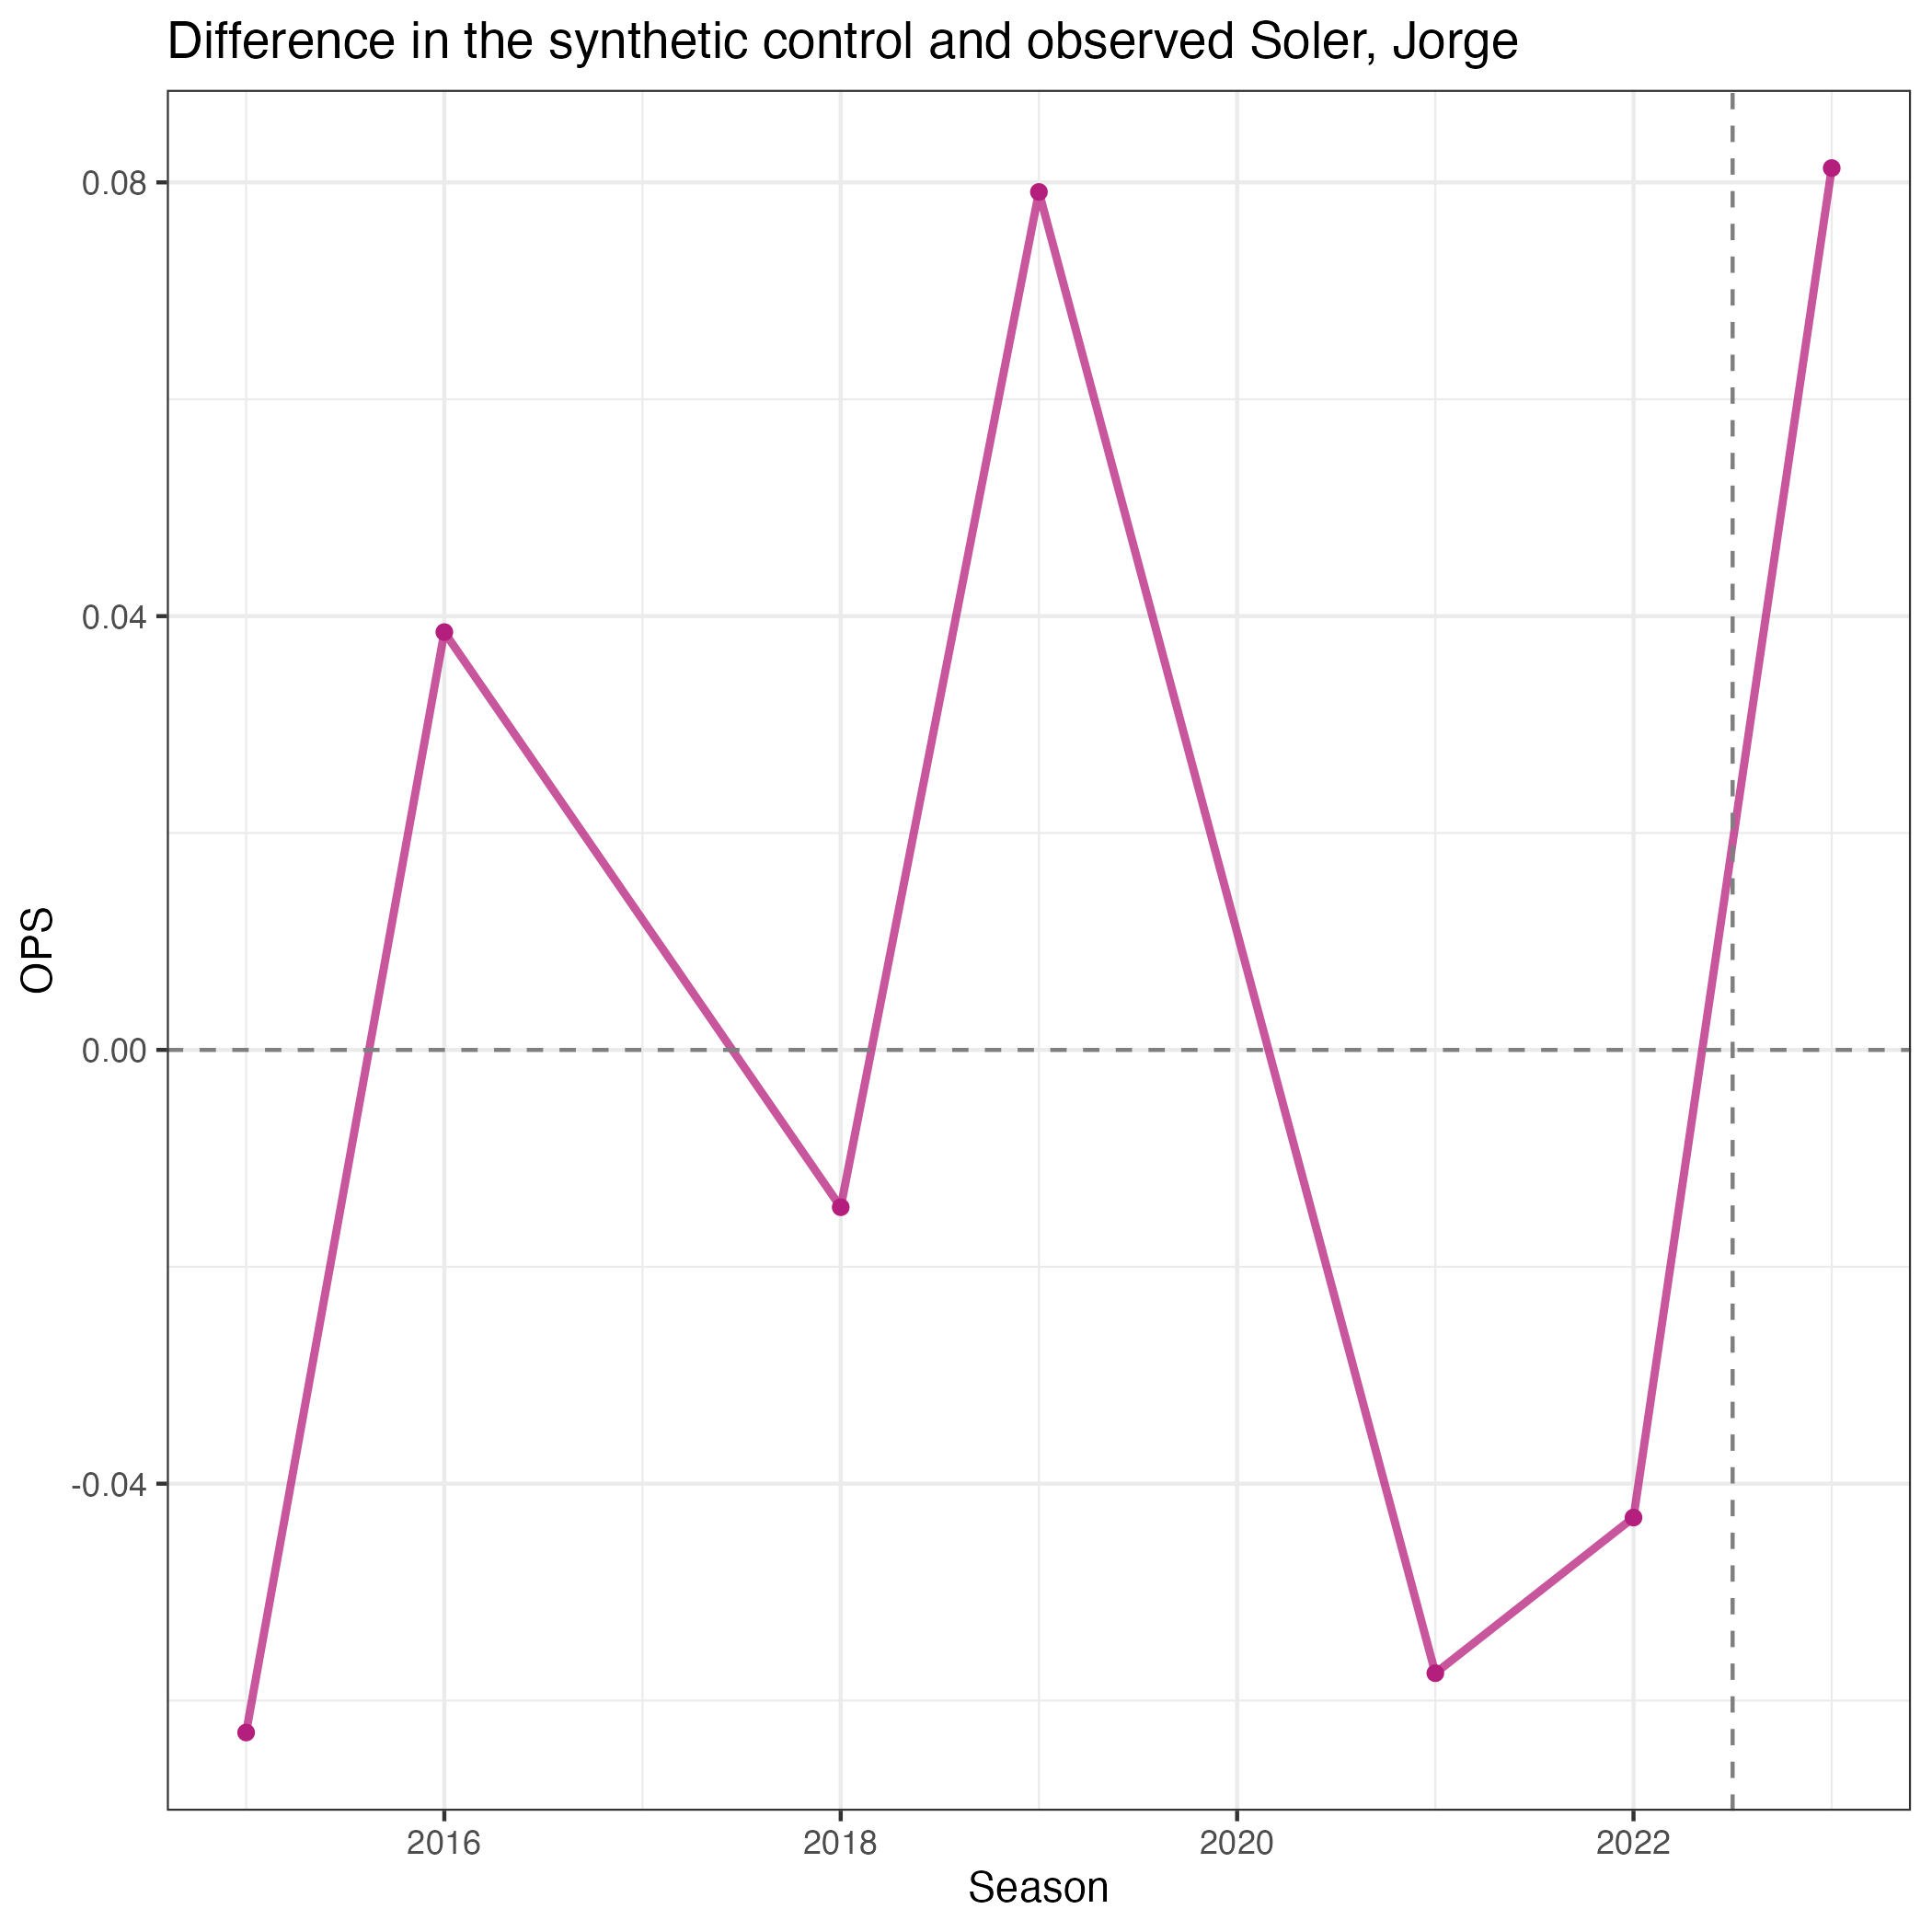 Difference in the synthetic control and observed Soler, Jorge
0.08
0.04
0.00
-0.04
OPS
2016 2018 2020 2022
Season